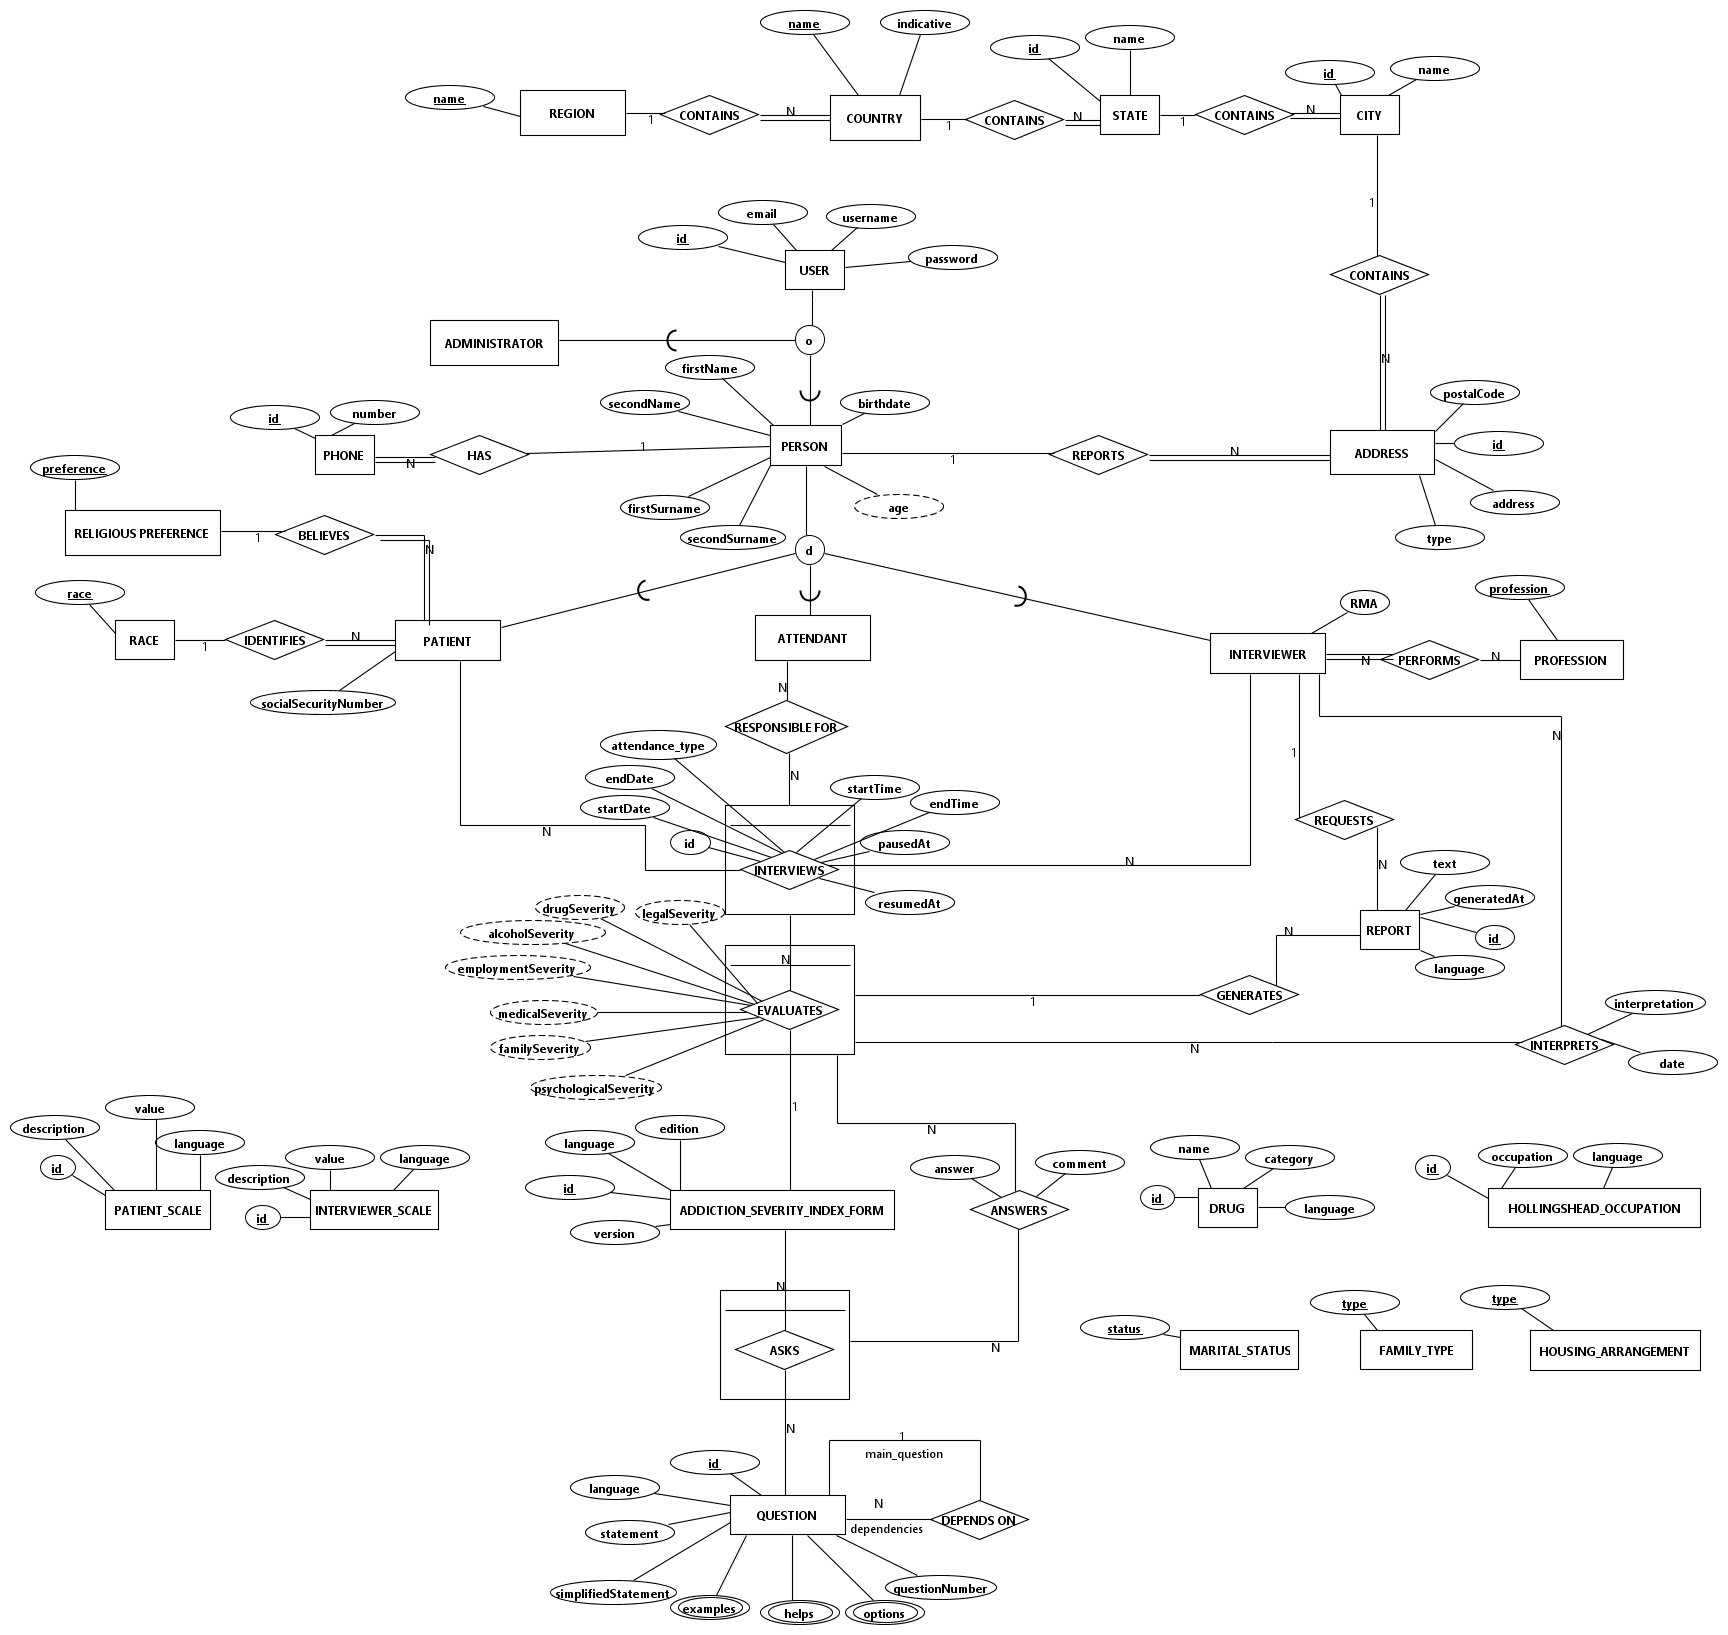 name
indicative
name
id
name
id
name
REGION
1
CONTAINS
N
COUNTRY
1
CONTAINS
N
STATE
1
CONTAINS
N
CITY
1
CONTAINS
N
email
username
id
password
USER
o
ADMINISTRATOR
firstName
secondName
birthdate
id
number
PHONE
N
HAS
1
PERSON
1
REPORTS
N
ADDRESS
postalCode
id
address
type
firstSurname
secondSurname
age
preference
RELIGIOUS PREFERENCE
1
BELIEVES
N
d
race
RACE
1
IDENTIFIES
N
PATIENT
socialSecurityNumber
ATTENDANT
RMA
INTERVIEWER
N
PERFORMS
N
PROFESSION
profession
N
RESPONSIBLE FOR
N
attendance_type
endDate
startDate
id
startTime
endTime
pausedAt
resumedAt
INTERVIEWS
N
N
1
REQUESTS
N
N
text
generatedAt
id
language
REPORT
N
GENERATES
1
drugSeverity
legalSeverity
alcoholSeverity
employmentSeverity
medicalSeverity
familySeverity
psychologicalSeverity
N
EVALUATES
N
INTERPRETS
interpretation
date
1
description
value
language
id
PATIENT_SCALE
description
value
language
id
INTERVIEWER_SCALE
language
edition
id
version
ADDICTION_SEVERITY_INDEX_FORM
N
answer
comment
ANSWERS
N
name
category
id
language
DRUG
id
occupation
language
HOLLINGSHEAD_OCCUPATION
N
ASKS
N
status
MARITAL_STATUS
type
FAMILY_TYPE
type
HOUSING_ARRANGEMENT
1
main_question
id
language
statement
simplifiedStatement
examples
helps
options
questionNumber
QUESTION
N
dependencies
DEPENDS ON